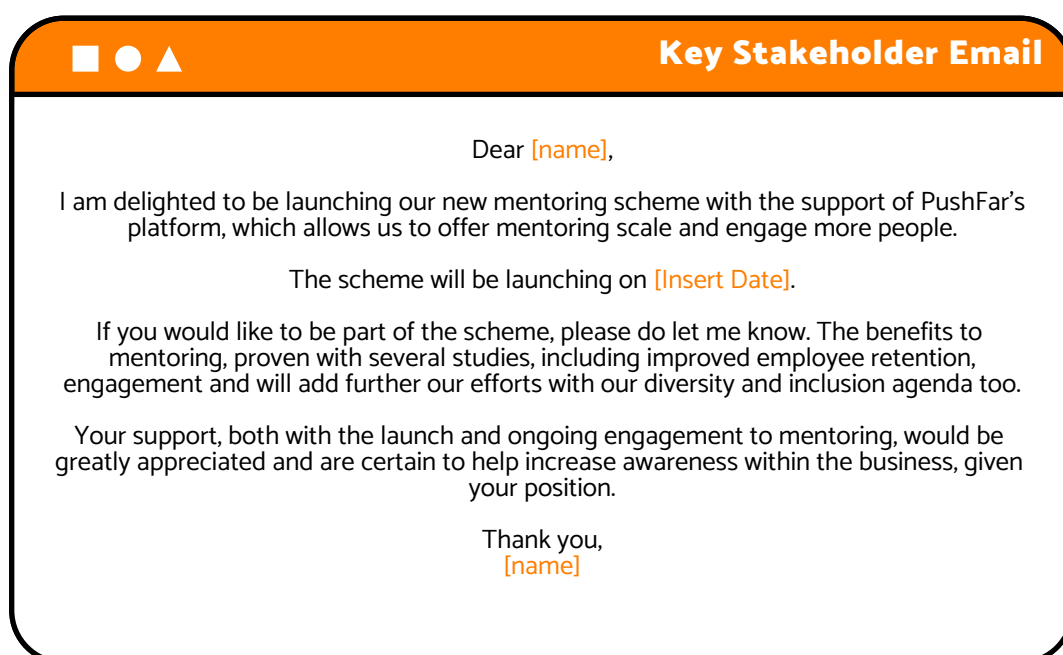 Key Stakeholder Email
Dear [name],
I am delighted to be launching our new mentoring scheme with the support of PushFar's
platform, which allows us to offer mentoring scale and engage more people.
The scheme will be launching on [Insert Date].
If you would like to be part of the scheme, please do let me know. The benefits to
mentoring, proven with several studies, including improved employee retention,
engagement and will add further our efforts with our diversity and inclusion agenda too.
Your support, both with the launch and ongoing engagement to mentoring, would be
greatly appreciated and are certain to help increase awareness within the business, given
your position.
Thank you,
[name]